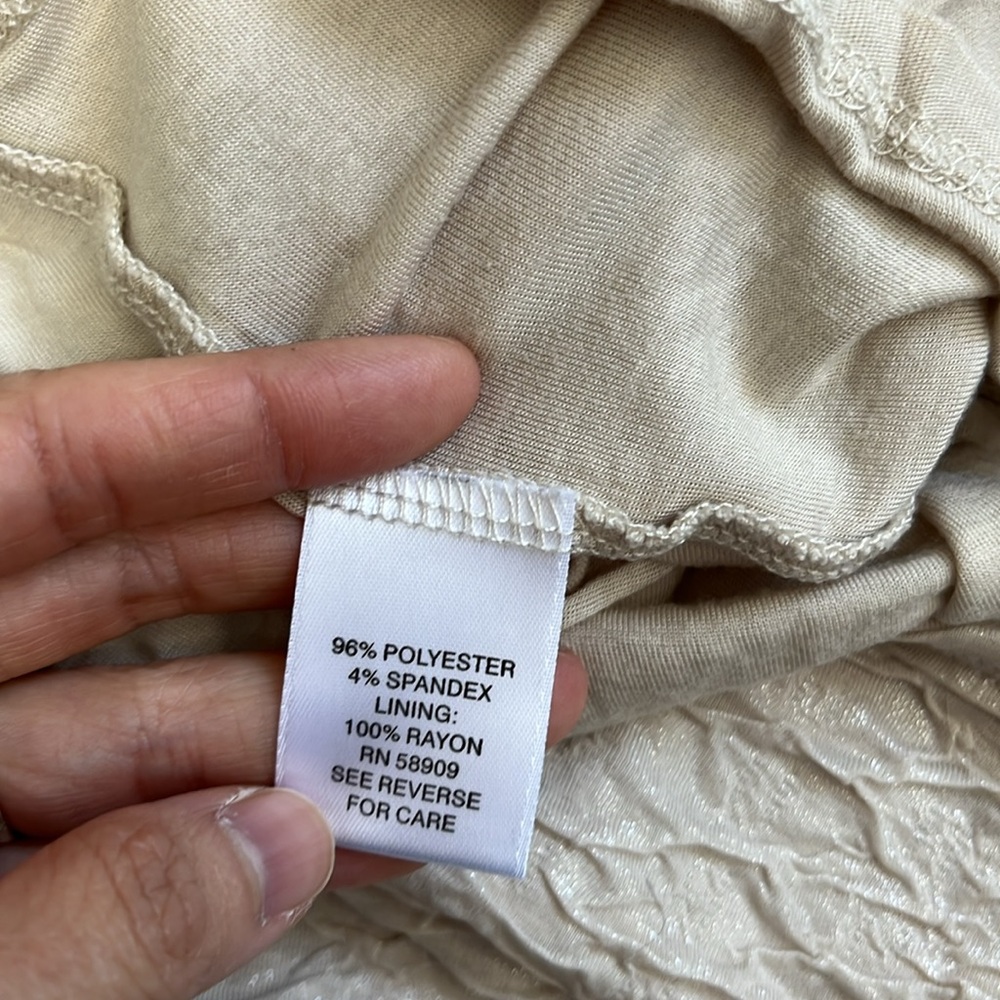 96% POLYESTER
4% SPANDEX
LINING:
100% RAYON
RN 58909
SEE REVERSE
FOR CARE